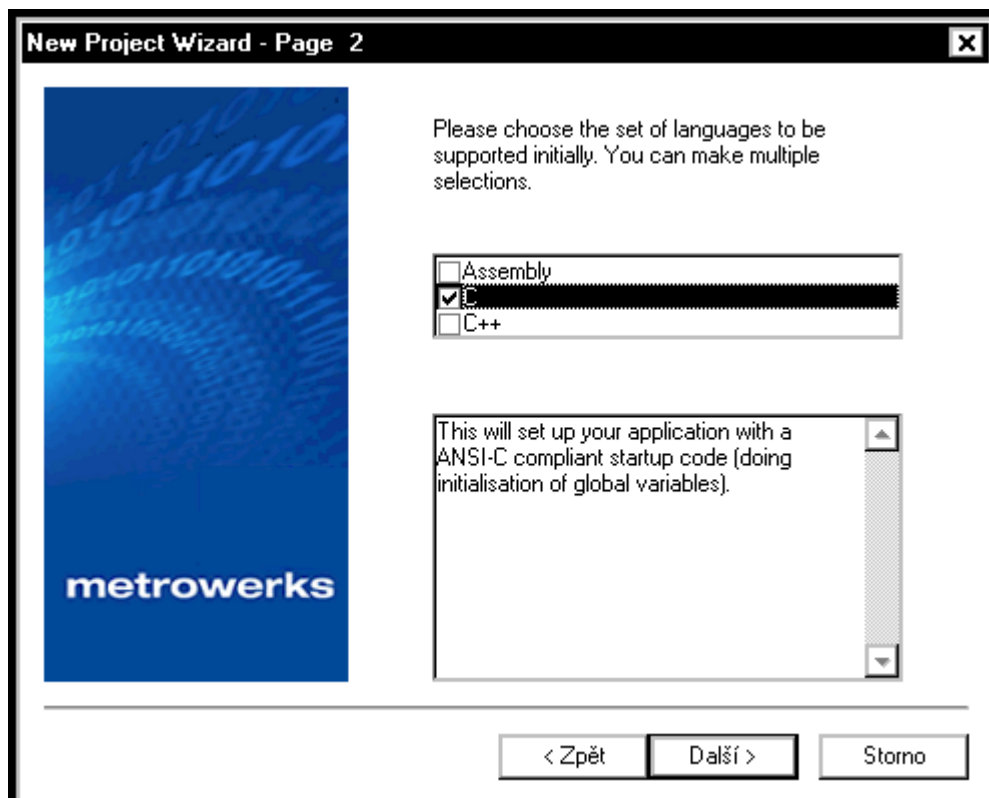 New Project Wizard - Page 2
Please choose the set of languages to be
supported initially. You can make multiple
selections.
Assembly
C
C++
This will set up your application with a
ANSI-C compliant startup code (doing
initialisation of global variables).
metrowerks
< Zpět
Další >
Storno